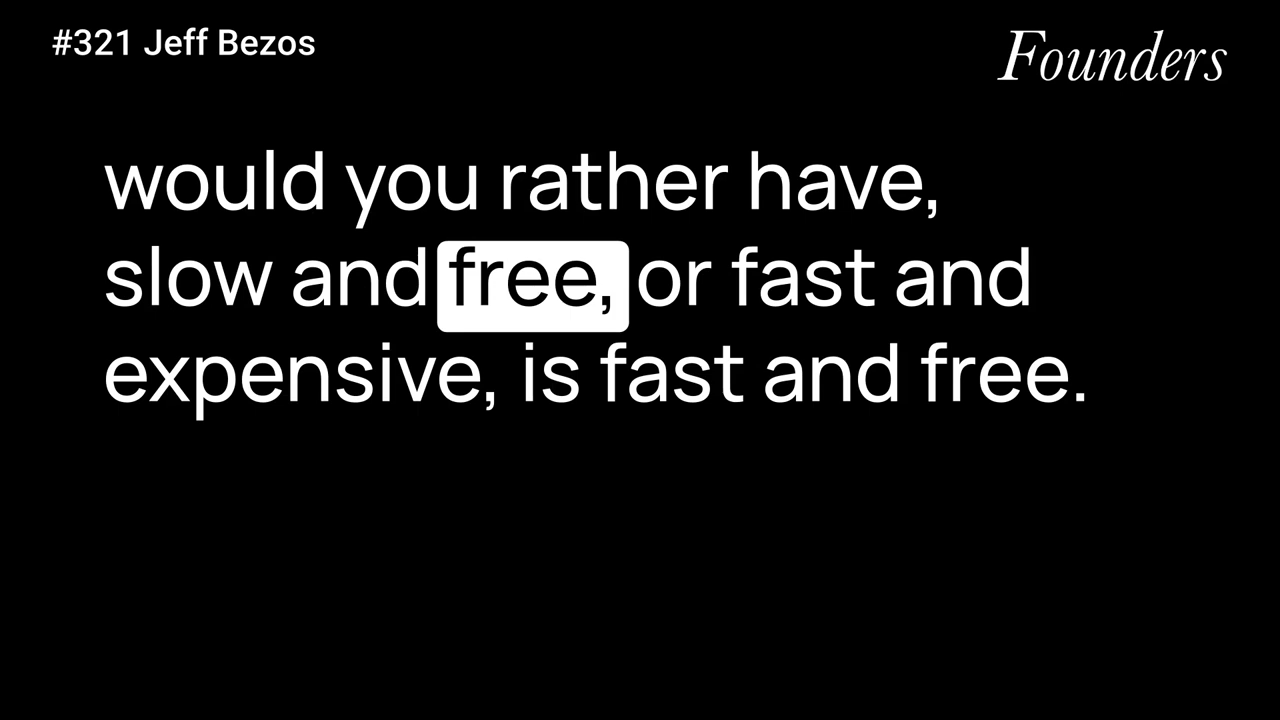 #321 Jeff Bezos
Founders
would you rather have,
slow and free, or fast and
expensive, is fast and free.